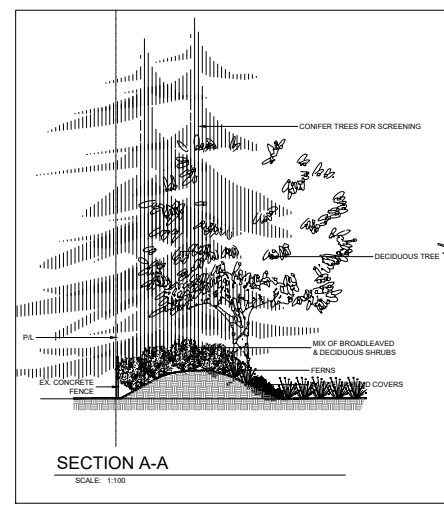 CONIFER TREES FOR SCREENING
DECIDUOUS TREE
P/L
MIX OF BROADLEAVED
& DECIDUOUS SHRUBS
FERNS
EX. CONCRETE
FENCE
COVERS
SECTION A-A
SCALE: 1:100